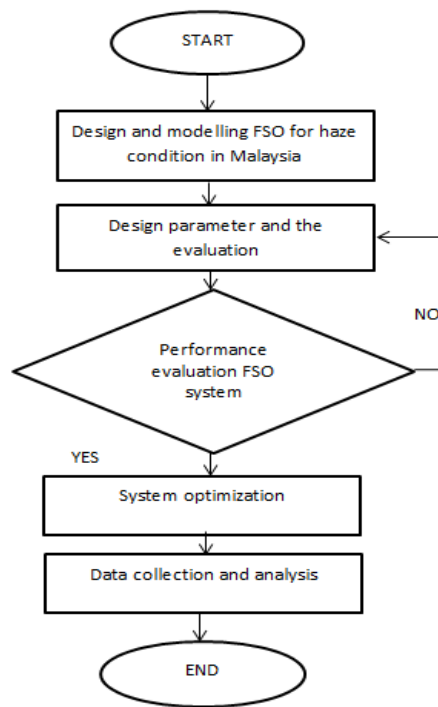 START
Design and modelling FSO for haze
condition in Malaysia
Design parameter and the
evaluation
NO
Performance
evaluation FSO
system
YES
System optimization
Data collection and analysis
END